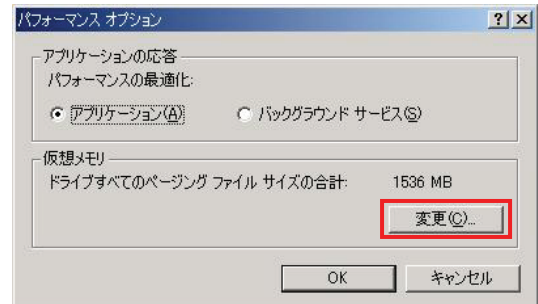 パフォーマンス オプション
アプリケーションの応答
パフォーマンスの最適化:
アプリケーション(A) バックグラウンド サービス(S)
仮想メモリ
ドライブすべてのページング ファイル サイズの合計: 1536 MB
変更(C)...
OK キャンセル